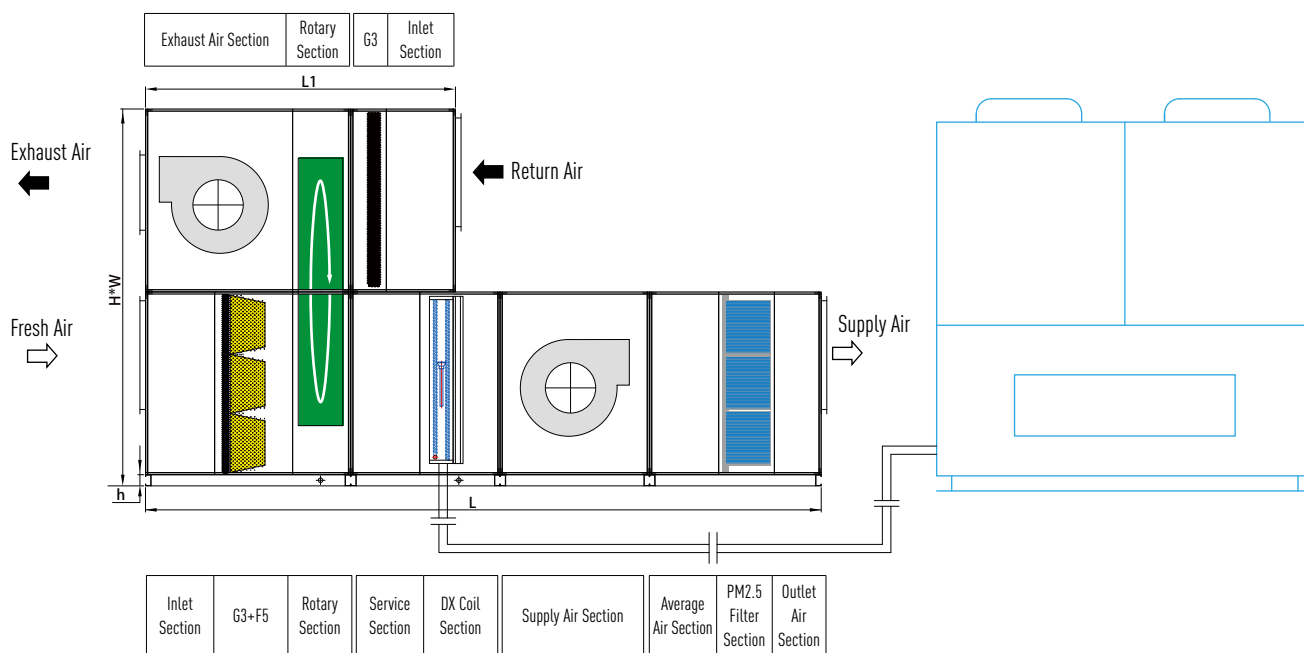 Exhaust Air Section
Rotary
Section
G3
Inlet
Section
L1
Exhaust Air
Return Air
H*W
Fresh Air
Supply Air
h
L
Inlet
Section
G3+F5
Rotary
Section
Service
Section
DX Coil
Section
Supply Air Section
Average
Air Section
PM2.5
Filter
Section
Outlet
Air
Section